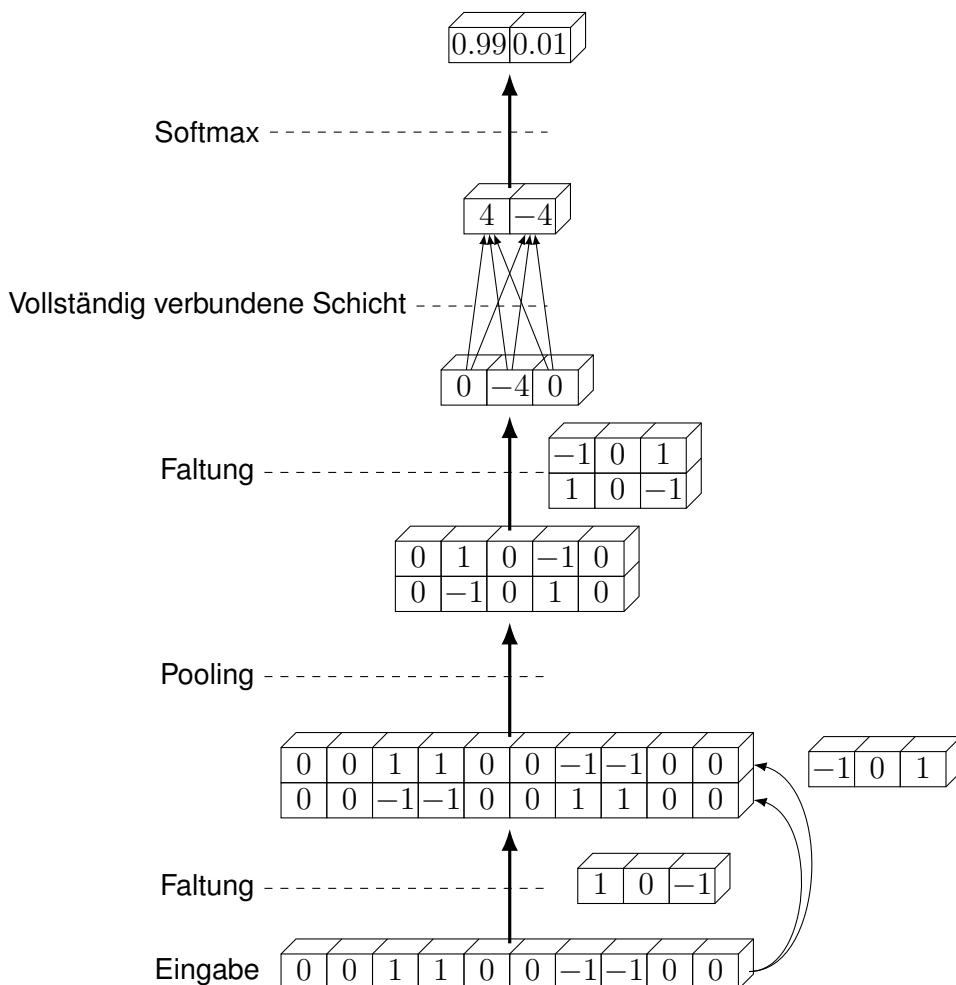 0.99 0.01
Softmax
4 −4
Vollständig verbundene Schicht
0 −4 0
−1 0 1
Faltung
1 0 −1
0 1 0 −1 0
0 −1 0 1 0
Pooling
0 0 1 1 0 0 −1 −1 0 0
−1 0 1
0 0 −1 −1 0 0 1 1 0 0
Faltung
1 0 −1
Eingabe
0 0 1 1 0 0 −1 −1 0 0